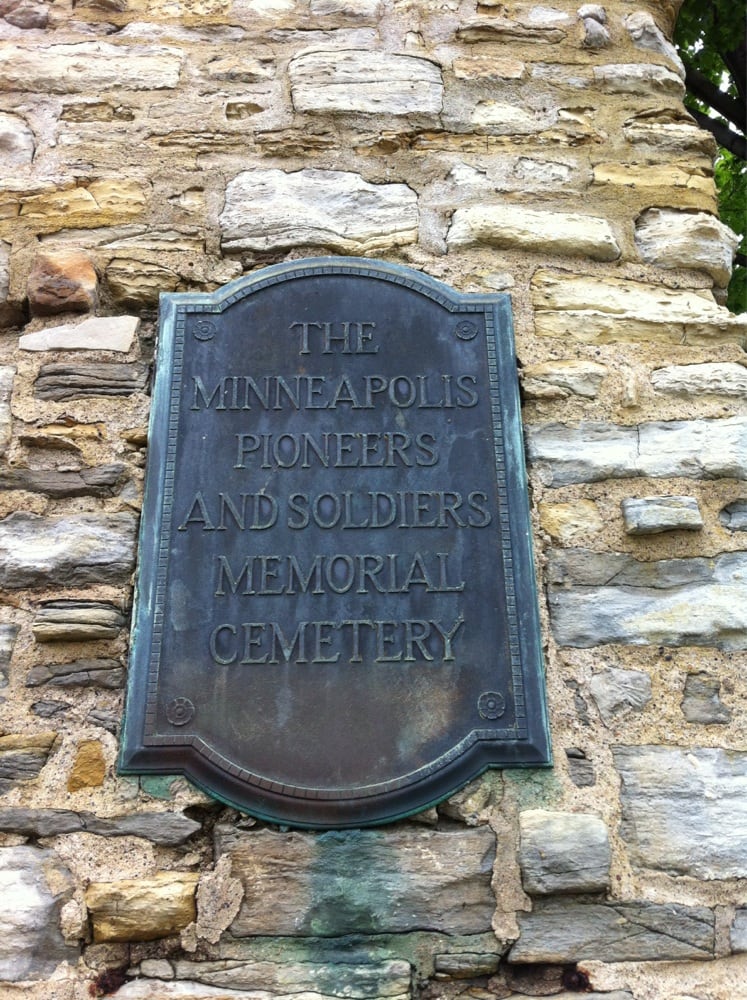 THE
MINNEAPOLIS
PIONEERS
AND SOLDIERS
MEMORIAL
CEMETERY